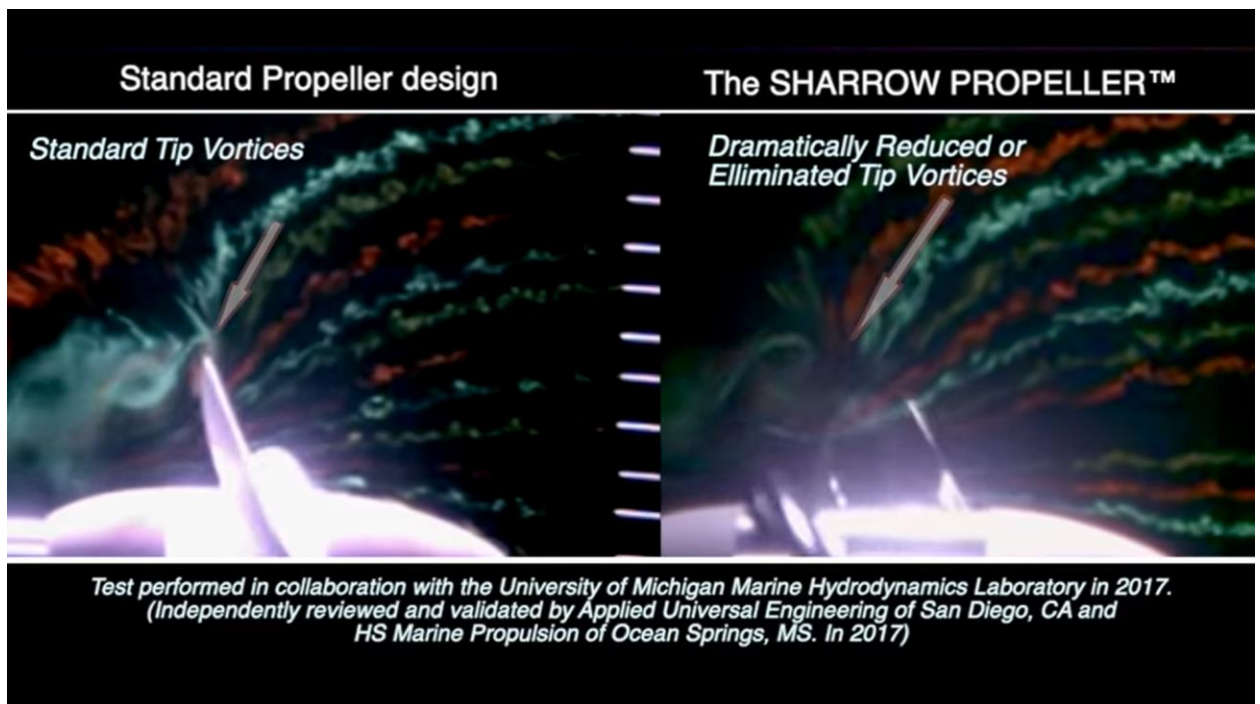 Standard Propeller design
The SHARROW PROPELLER™
Standard Tip Vortices
Dramatically Reduced or
Elliminated Tip Vortices
Test performed in collaboration with the University of Michigan Marine Hydrodynamics Laboratory in 2017.
(Independently reviewed and validated by Applied Universal Engineering of San Diego, CA and
HS Marine Propulsion of Ocean Springs, MS. In 2017)